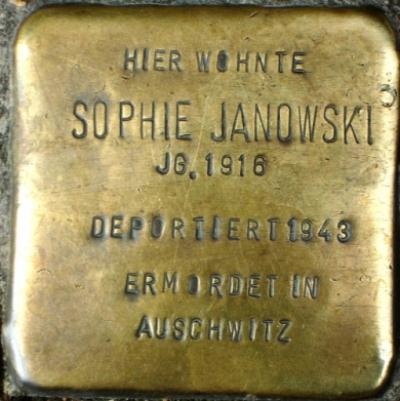 HIER WOHNTE
SOPHIE JANOWSKI
JG. 1916
DEPORTIERT 1943
ERMORDET IN
AUSCHWITZ